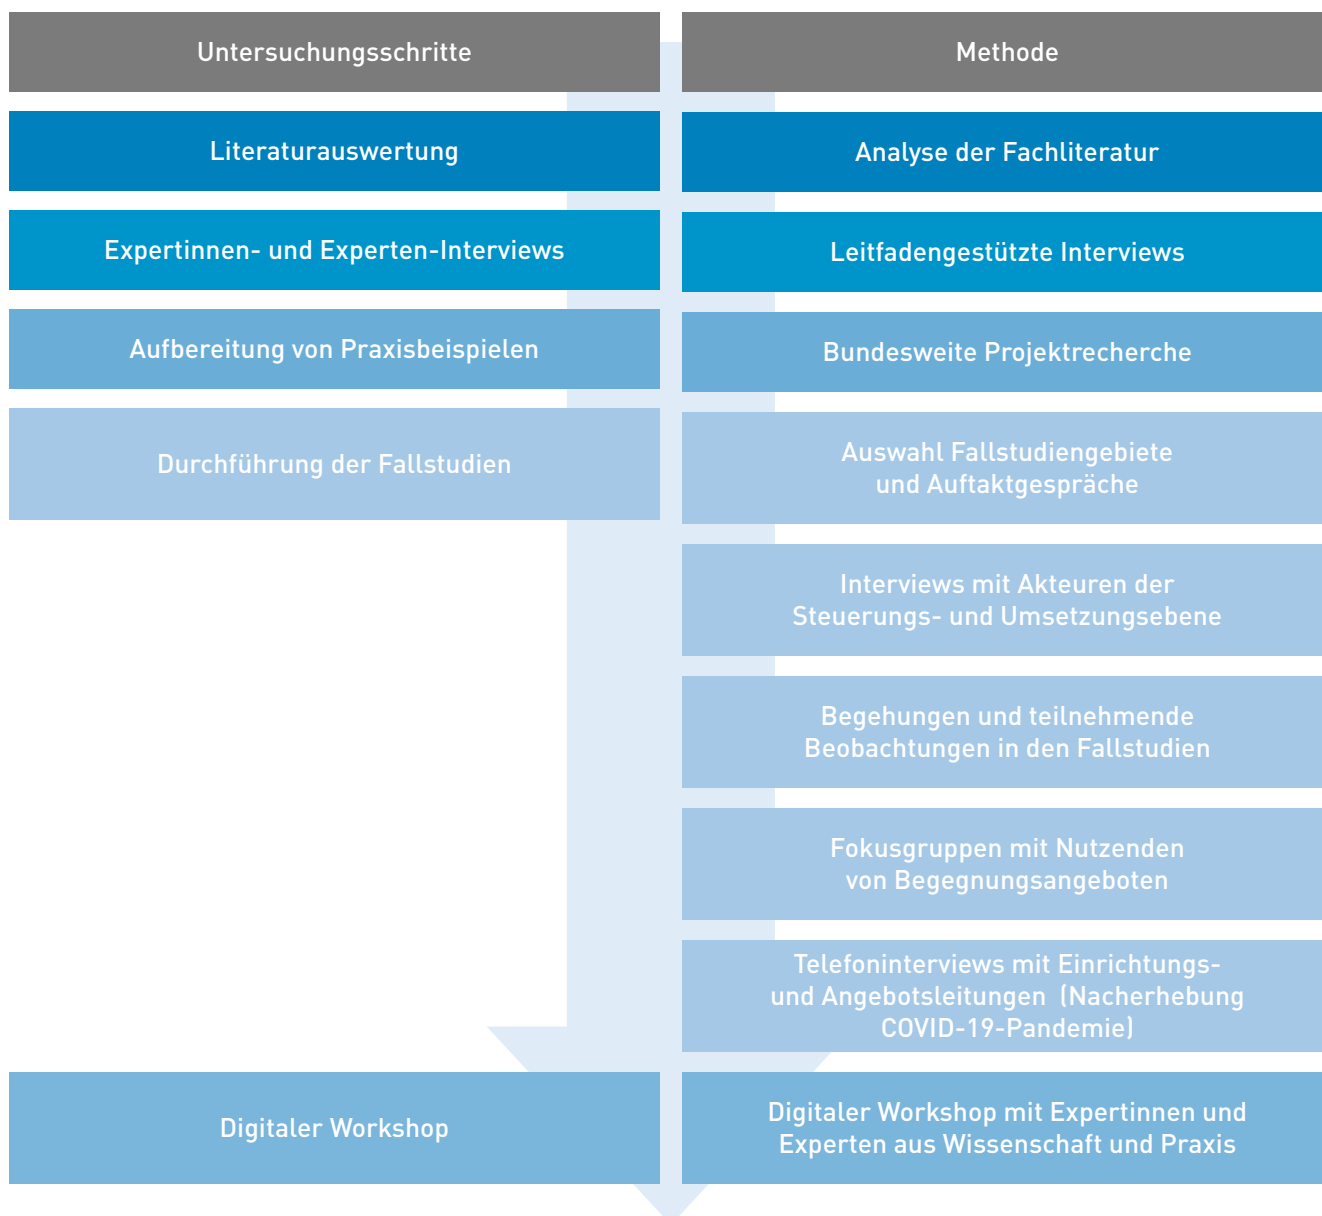 Untersuchungsschritte
Methode
Literaturauswertung
Analyse der Fachliteratur
Expertinnen- und Experten-Interviews
Leitfadengestützte Interviews
Aufbereitung von Praxisbeispielen
Bundesweite Projektrecherche
Durchführung der Fallstudien
Auswahl Fallstudiengebiete
und Auftaktgespräche
Interviews mit Akteuren der
Steuerungs- und Umsetzungsebene
Begehungen und teilnehmende
Beobachtungen in den Fallstudien
Fokusgruppen mit Nutzenden
von Begegnungsangeboten
Telefoninterviews mit Einrichtungs-
und Angebotsleitungen (Nacherhebung
COVID-19-Pandemie)
Digitaler Workshop
Digitaler Workshop mit Expertinnen und
Experten aus Wissenschaft und Praxis